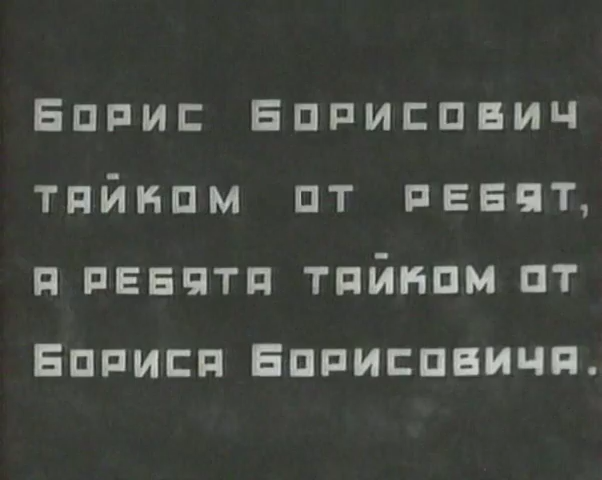 БОРИС БОРИСОВИЧ
ТАЙКОМ ОТ РЕБЯТ,
А РЕБЯТА ТАЙКОМ ОТ
БОРИСА БОРИСОВИЧА.